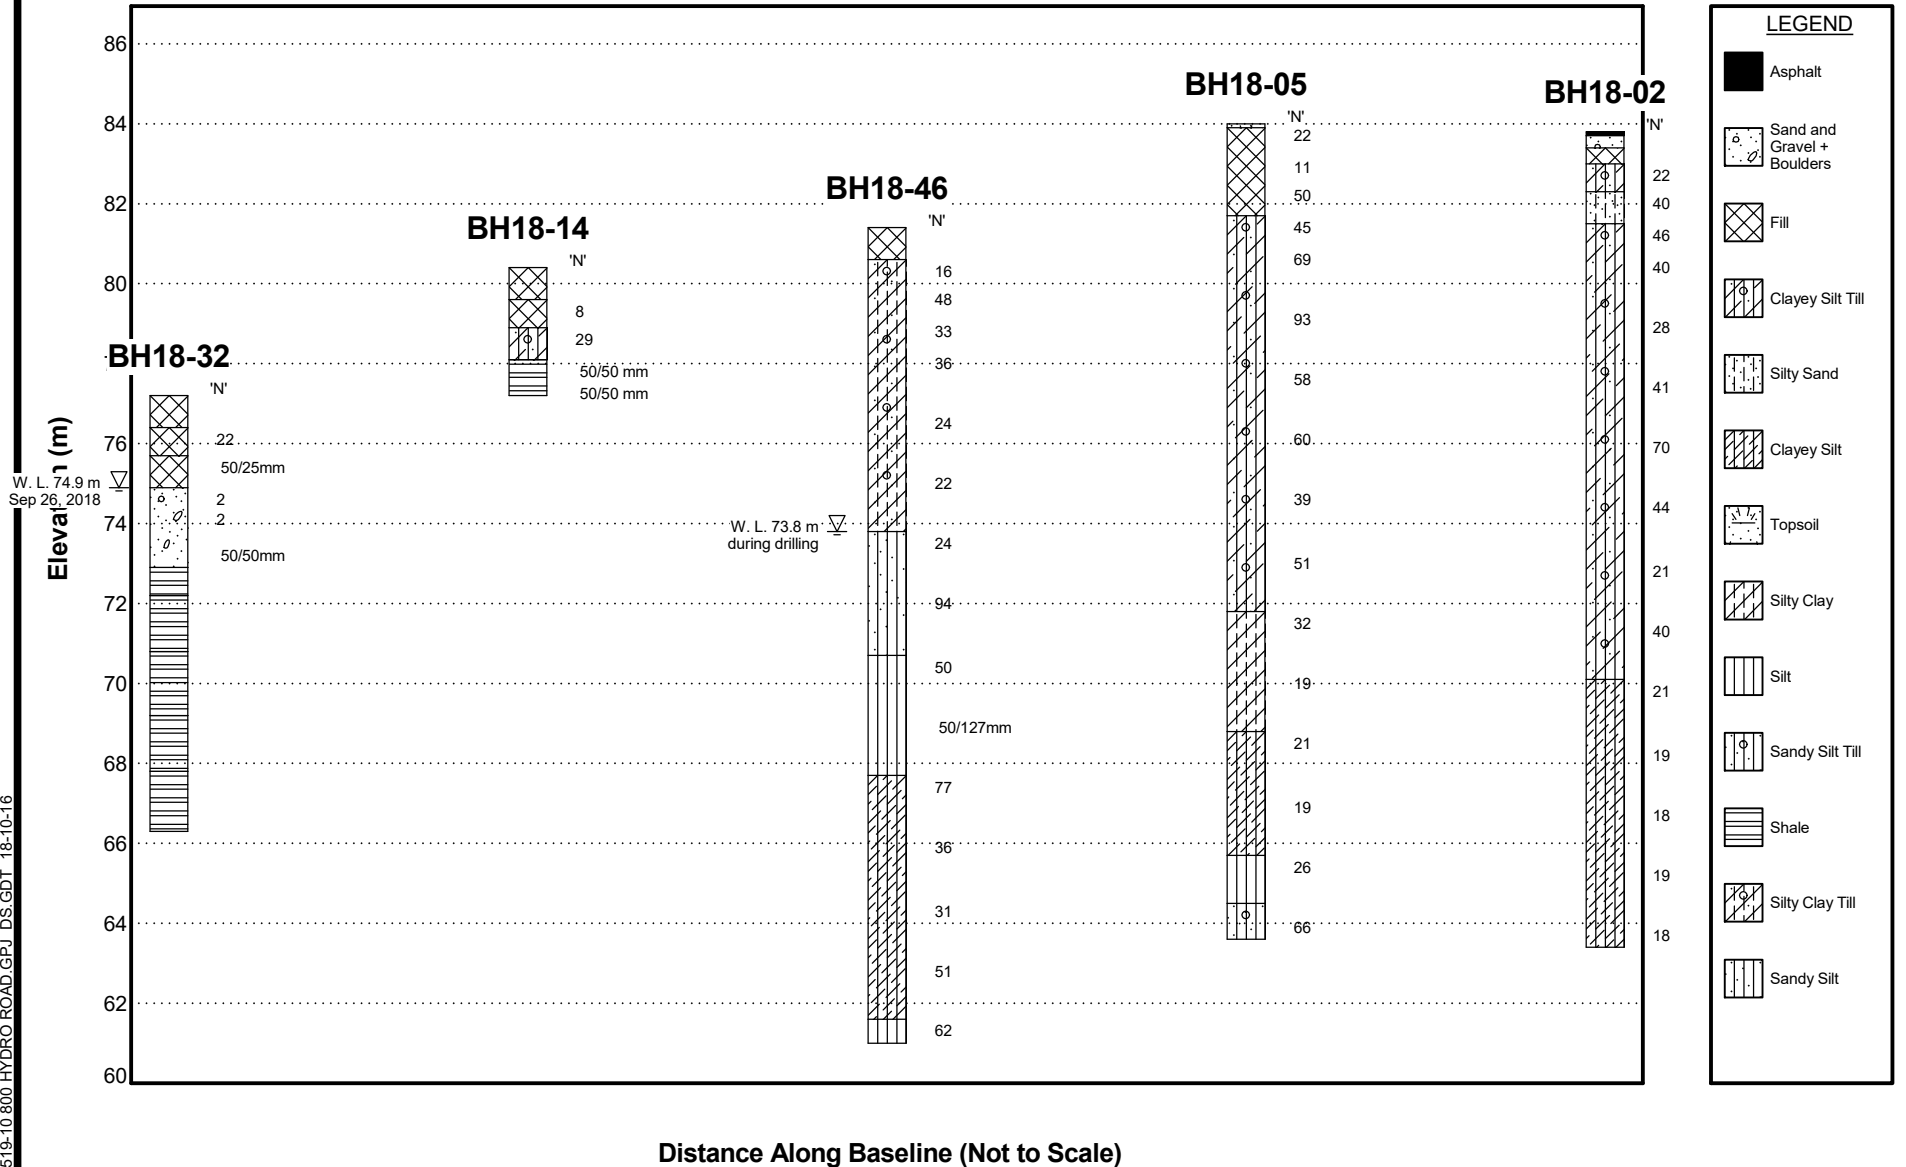 LEGEND
Asphalt
Sand and
Gravel +
Boulders
Fill
Clayey Silt Till
Silty Sand
Clayey Silt
Topsoil
Silty Clay
Silt
Sandy Silt Till
Shale
Silty Clay Till
Sandy Silt
86
84
82
80
76
74
72
70
68
66
64
62
60
Elevation (m)
BH18-32
'N'
22
50/25mm
2
2
50/50mm
W. L. 74.9 m
Sep 26, 2018
BH18-14
'N'
8
29
50/50 mm
50/50 mm
BH18-46
'N'
16
48
33
36
24
22
24
94
50
50/127mm
77
36
31
51
62
W. L. 73.8 m
during drilling
BH18-05
'N'
22
11
50
45
69
93
58
60
39
51
32
19
21
19
26
66
BH18-02
'N'
22
40
46
40
28
41
70
44
21
40
21
19
18
19
18
Distance Along Baseline (Not to Scale)
519-10 800 HYDRO ROAD.GPJ DS.GDT 18-10-16